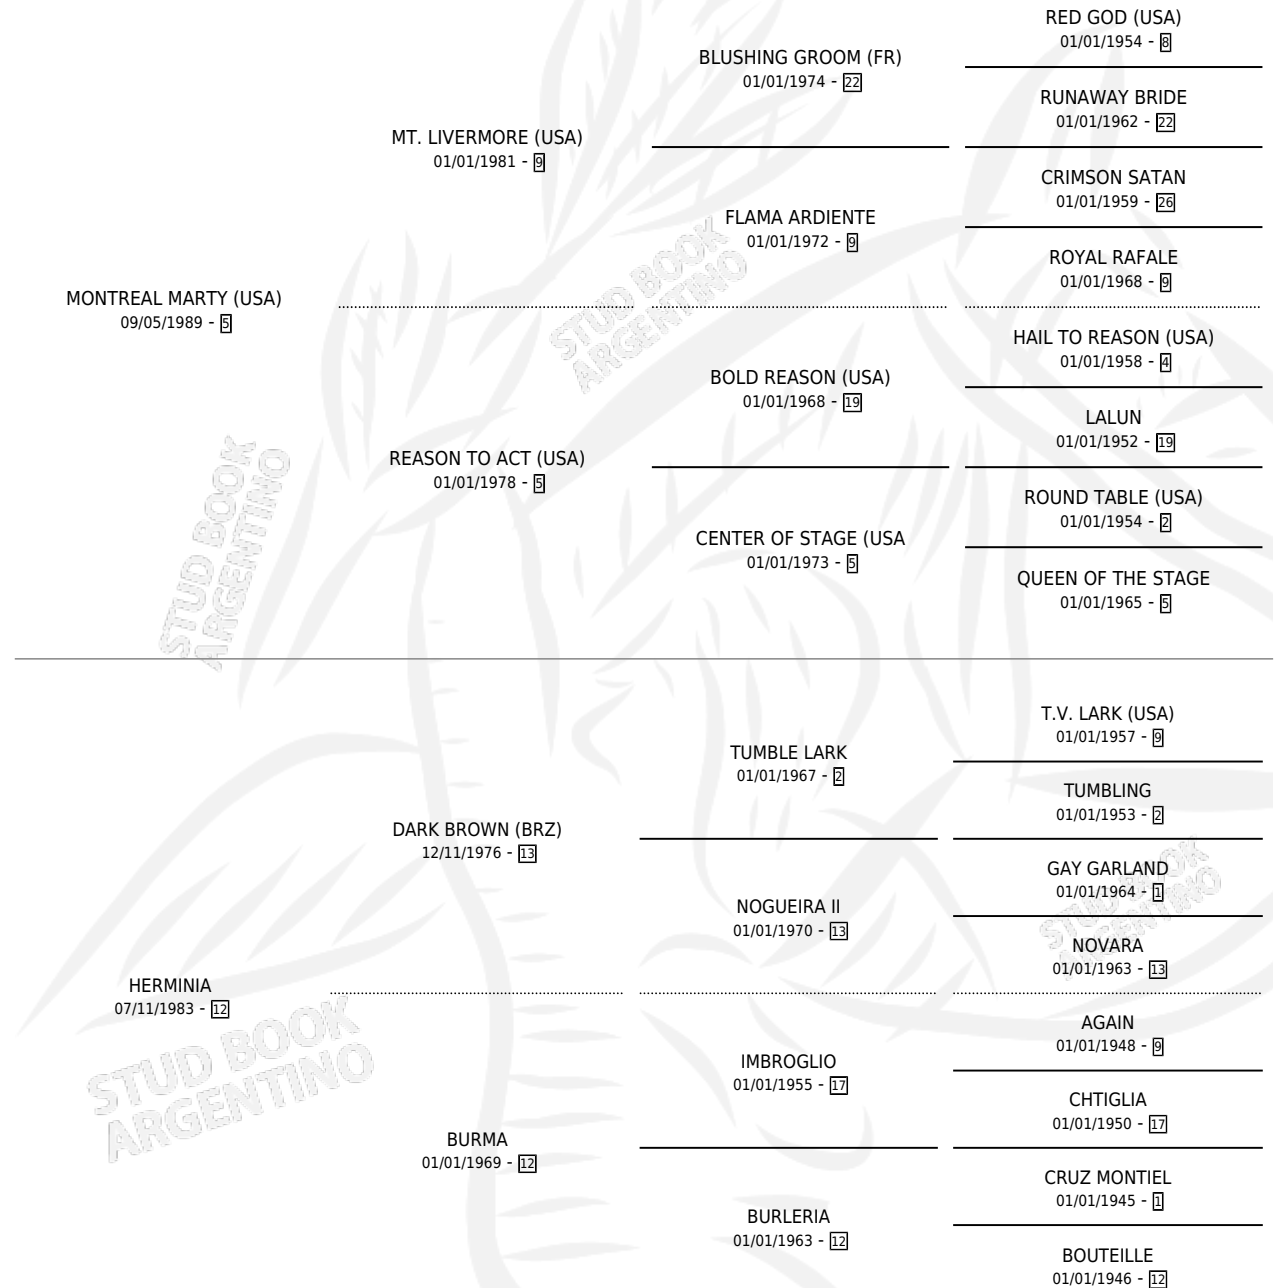 RED GOD (USA)
01/01/1954 - 8
BLUSHING GROOM (FR)
01/01/1974 - 22
RUNAWAY BRIDE
01/01/1962 - 22
MT. LIVERMORE (USA)
01/01/1981 - 9
CRIMSON SATAN
01/01/1959 - 26
FLAMA ARDIENTE
01/01/1972 - 9
ROYAL RAFALE
01/01/1968 - 9
MONTREAL MARTY (USA)
09/05/1989 - 5
HAIL TO REASON (USA)
01/01/1958 - 4
BOLD REASON (USA)
01/01/1968 - 19
LALUN
01/01/1952 - 19
REASON TO ACT (USA)
01/01/1978 - 5
ROUND TABLE (USA)
01/01/1954 - 2
CENTER OF STAGE (USA
01/01/1973 - 5
QUEEN OF THE STAGE
01/01/1965 - 5
T.V. LARK (USA)
01/01/1957 - 9
TUMBLE LARK
01/01/1967 - 2
TUMBLING
01/01/1953 - 2
DARK BROWN (BRZ)
12/11/1976 - 13
GAY GARLAND
01/01/1964 - 1
NOGUEIRA II
01/01/1970 - 13
NOVARA
01/01/1963 - 13
HERMINIA
07/11/1983 - 12
AGAIN
01/01/1948 - 9
IMBROGLIO
01/01/1955 - 17
CHTIGLIA
01/01/1950 - 17
BURMA
01/01/1969 - 12
CRUZ MONTIEL
01/01/1945 - 1
BURLERIA
01/01/1963 - 12
BOUTEILLE
01/01/1946 - 12
STUD BOOK
ARGENTINO
STUD BOOK
ARGENTINO
STUD BOOK
ARGENTINO
STUD BOOK
ARGENTINO